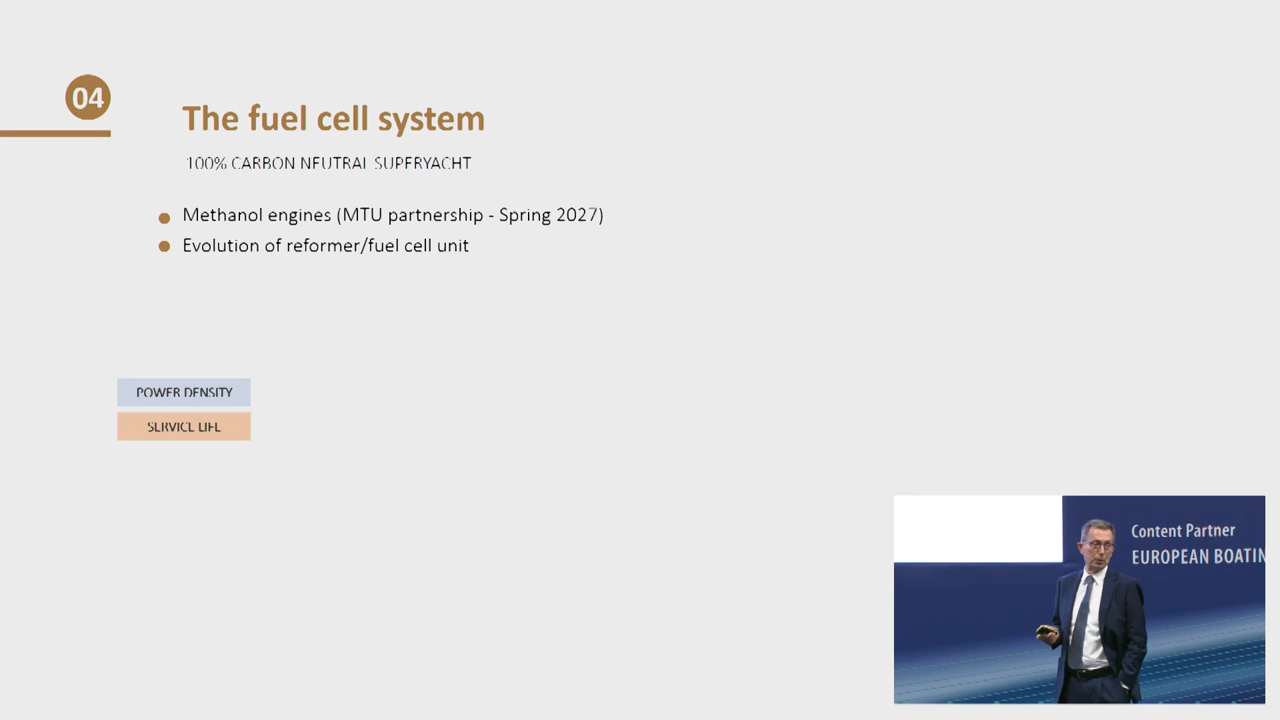 04
The fuel cell system
100% CARBON NEUTRAL SUPERYACHT
Methanol engines (MTU partnership - Spring 2027)
Evolution of reformer/fuel cell unit
POWER DENSITY
SERVICE LIFE
Content Partner
EUROPEAN BOATIN